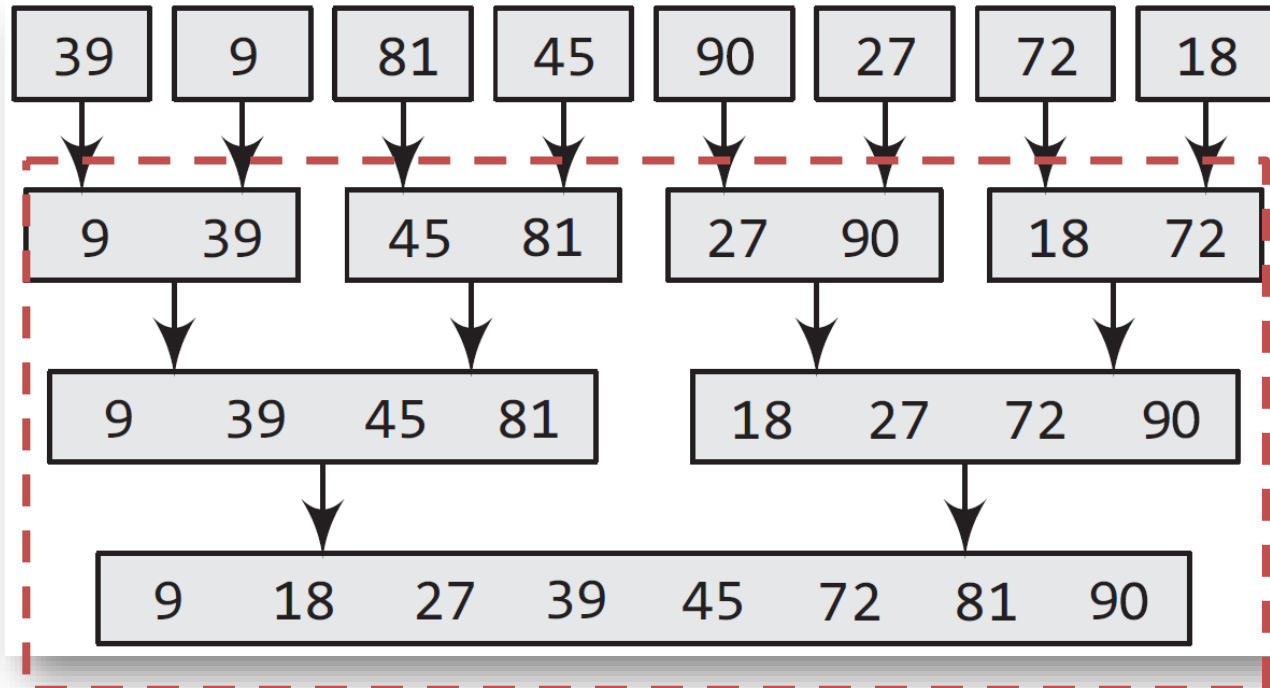 39 9 81 45 90 27 72 18
9 39 45 81 27 90 18 72
9 39 45 81 18 27 72 90
9 18 27 39 45 72 81 90